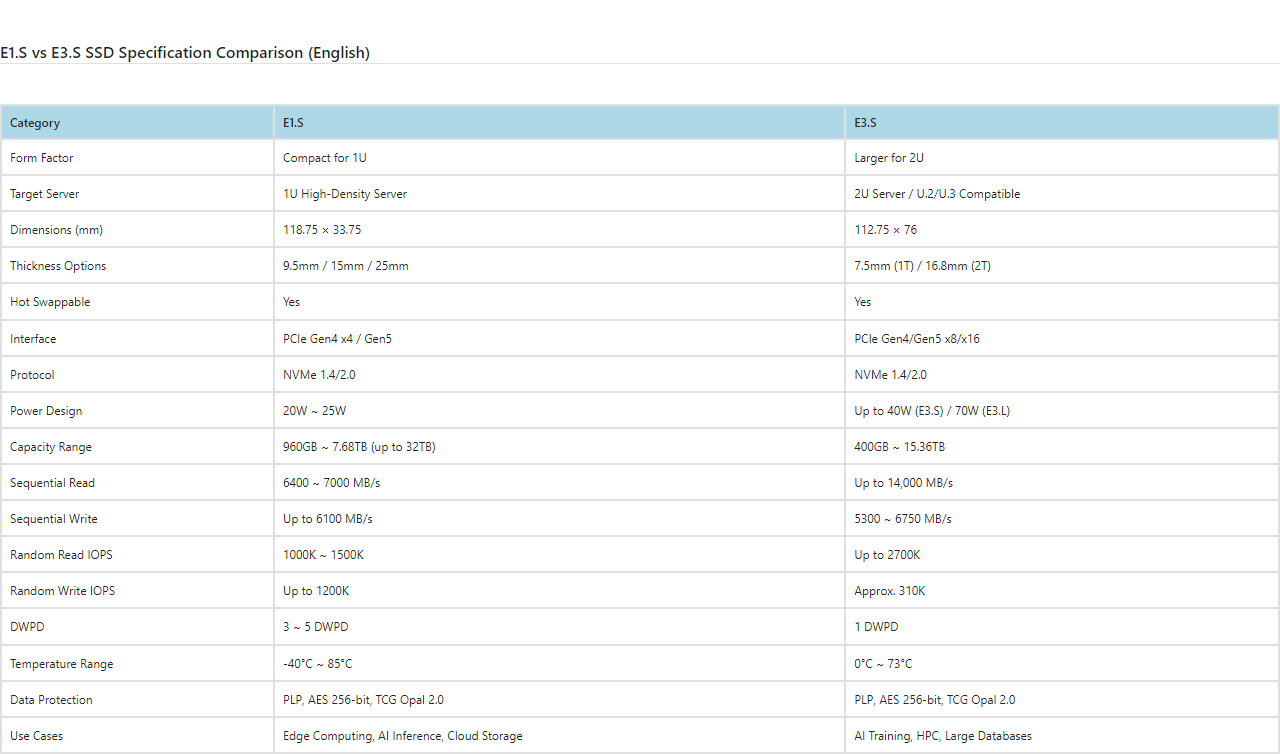 E1.S vs E3.S SSD Specification Comparison (English)
Category E1.S E3.S
Form Factor Compact for 1U Larger for 2U
Target Server 1U High-Density Server 2U Server / U.2/U.3 Compatible
Dimensions (mm) 118.75 × 33.75 112.75 × 76
Thickness Options 9.5mm / 15mm / 25mm 7.5mm (1T) / 16.8mm (2T)
Hot Swappable Yes Yes
Interface PCIe Gen4 x4 / Gen5 PCIe Gen4/Gen5 x8/x16
Protocol NVMe 1.4/2.0 NVMe 1.4/2.0
Power Design 20W ~ 25W Up to 40W (E3.S) / 70W (E3.L)
Capacity Range 960GB ~ 7.68TB (up to 32TB) 400GB ~ 15.36TB
Sequential Read 6400 ~ 7000 MB/s Up to 14,000 MB/s
Sequential Write Up to 6100 MB/s 5300 ~ 6750 MB/s
Random Read IOPS 1000K ~ 1500K Up to 2700K
Random Write IOPS Up to 1200K Approx. 310K
DWPD 3 ~ 5 DWPD 1 DWPD
Temperature Range -40°C ~ 85°C 0°C ~ 73°C
Data Protection PLP, AES 256-bit, TCG Opal 2.0 PLP, AES 256-bit, TCG Opal 2.0
Use Cases Edge Computing, AI Inference, Cloud Storage AI Training, HPC, Large Databases